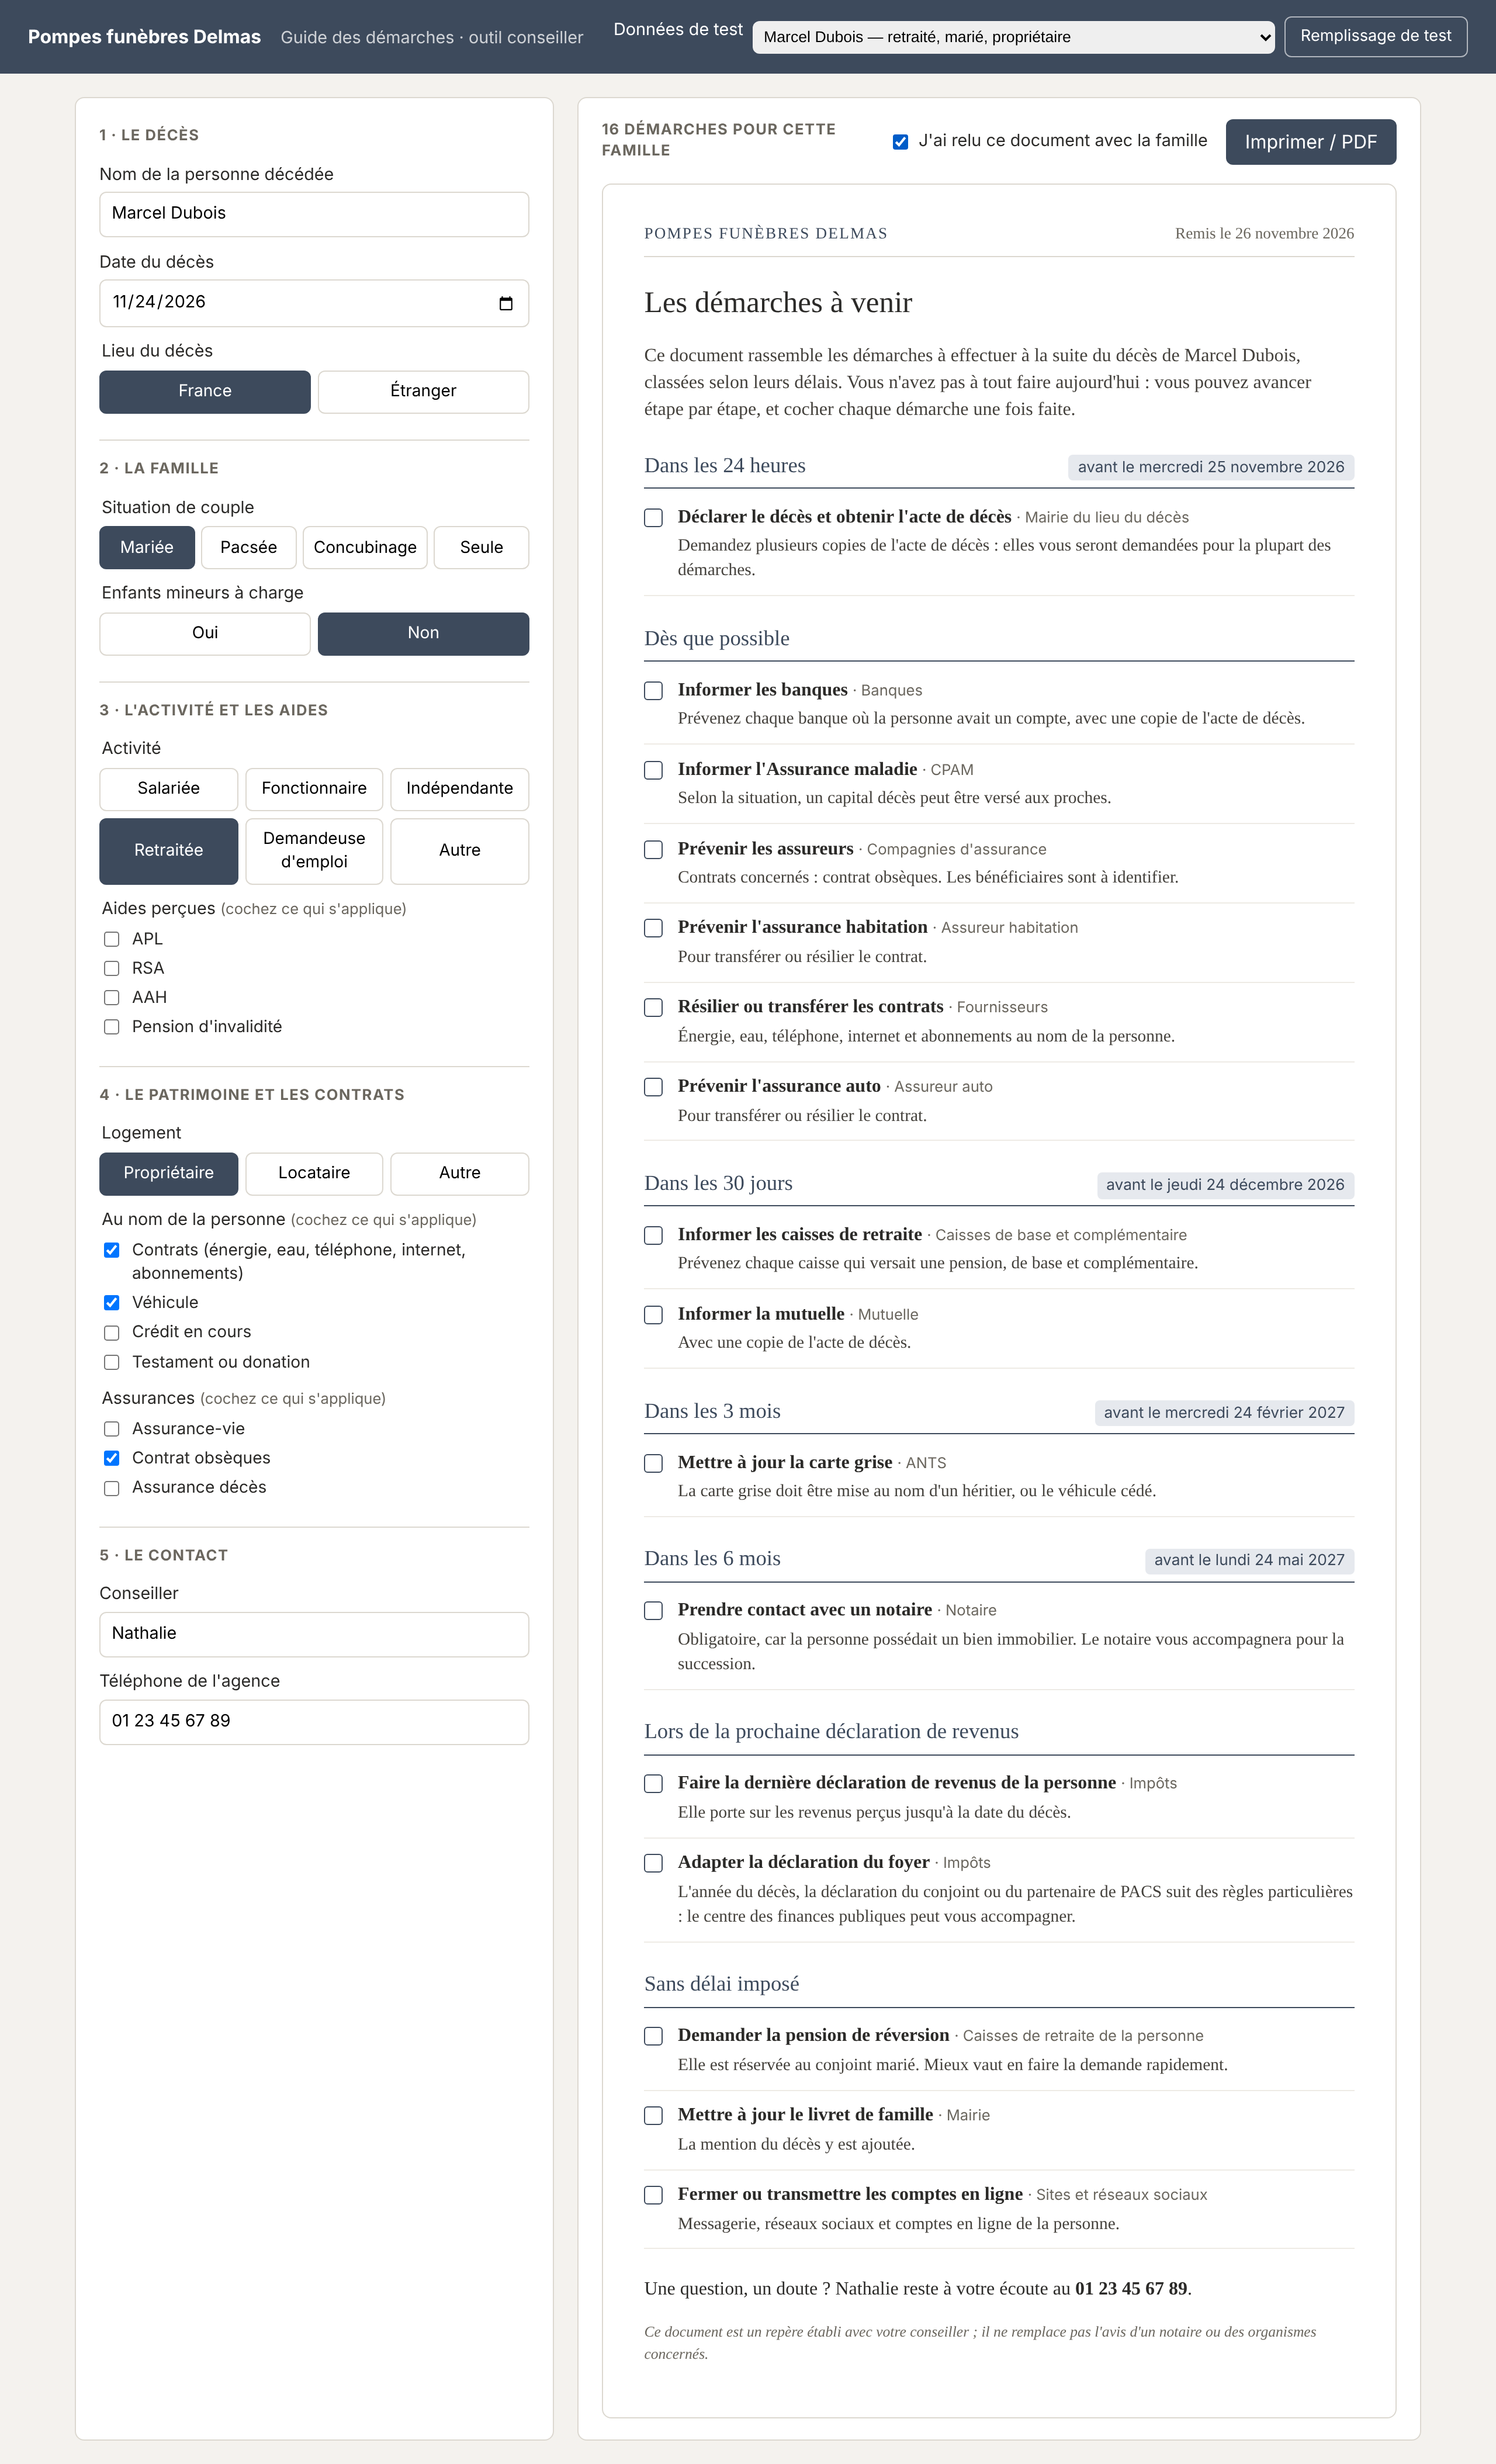 Pompes funèbres Delmas
Guide des démarches · outil conseiller
Données de test
Marcel Dubois — retraité, marié, propriétaire
Remplissage de test
1 · LE DÉCÈS
Nom de la personne décédée
Marcel Dubois
Date du décès
11/24/2026
Lieu du décès
France
Étranger
2 · LA FAMILLE
Situation de couple
Mariée
Pacsée
Concubinage
Seule
Enfants mineurs à charge
Oui
Non
3 · L'ACTIVITÉ ET LES AIDES
Activité
Salariée
Fonctionnaire
Indépendante
Retraitée
Demandeuse
d'emploi
Autre
Aides perçues (cochez ce qui s'applique)
APL
RSA
AAH
Pension d'invalidité
4 · LE PATRIMOINE ET LES CONTRATS
Logement
Propriétaire
Locataire
Autre
Au nom de la personne (cochez ce qui s'applique)
Contrats (énergie, eau, téléphone, internet,
abonnements)
Véhicule
Crédit en cours
Testament ou donation
Assurances (cochez ce qui s'applique)
Assurance-vie
Contrat obsèques
Assurance décès
5 · LE CONTACT
Conseiller
Nathalie
Téléphone de l'agence
01 23 45 67 89
16 DÉMARCHES POUR CETTE
FAMILLE
J'ai relu ce document avec la famille
Imprimer / PDF
POMPES FUNÈBRES DELMAS
Remis le 26 novembre 2026
Les démarches à venir
Ce document rassemble les démarches à effectuer à la suite du décès de Marcel Dubois,
classées selon leurs délais. Vous n'avez pas à tout faire aujourd'hui : vous pouvez avancer
étape par étape, et cocher chaque démarche une fois faite.
Dans les 24 heures
avant le mercredi 25 novembre 2026
Déclarer le décès et obtenir l'acte de décès · Mairie du lieu du décès
Demandez plusieurs copies de l'acte de décès : elles vous seront demandées pour la plupart des
démarches.
Dès que possible
Informer les banques · Banques
Prévenez chaque banque où la personne avait un compte, avec une copie de l'acte de décès.
Informer l'Assurance maladie · CPAM
Selon la situation, un capital décès peut être versé aux proches.
Prévenir les assureurs · Compagnies d'assurance
Contrats concernés : contrat obsèques. Les bénéficiaires sont à identifier.
Prévenir l'assurance habitation · Assureur habitation
Pour transférer ou résilier le contrat.
Résilier ou transférer les contrats · Fournisseurs
Énergie, eau, téléphone, internet et abonnements au nom de la personne.
Prévenir l'assurance auto · Assureur auto
Pour transférer ou résilier le contrat.
Dans les 30 jours
avant le jeudi 24 décembre 2026
Informer les caisses de retraite · Caisses de base et complémentaire
Prévenez chaque caisse qui versait une pension, de base et complémentaire.
Informer la mutuelle · Mutuelle
Avec une copie de l'acte de décès.
Dans les 3 mois
avant le mercredi 24 février 2027
Mettre à jour la carte grise · ANTS
La carte grise doit être mise au nom d'un héritier, ou le véhicule cédé.
Dans les 6 mois
avant le lundi 24 mai 2027
Prendre contact avec un notaire · Notaire
Obligatoire, car la personne possédait un bien immobilier. Le notaire vous accompagnera pour la
succession.
Lors de la prochaine déclaration de revenus
Faire la dernière déclaration de revenus de la personne · Impôts
Elle porte sur les revenus perçus jusqu'à la date du décès.
Adapter la déclaration du foyer · Impôts
L'année du décès, la déclaration du conjoint ou du partenaire de PACS suit des règles particulières
: le centre des finances publiques peut vous accompagner.
Sans délai imposé
Demander la pension de réversion · Caisses de retraite de la personne
Elle est réservée au conjoint marié. Mieux vaut en faire la demande rapidement.
Mettre à jour le livret de famille · Mairie
La mention du décès y est ajoutée.
Fermer ou transmettre les comptes en ligne · Sites et réseaux sociaux
Messagerie, réseaux sociaux et comptes en ligne de la personne.
Une question, un doute ? Nathalie reste à votre écoute au 01 23 45 67 89.
Ce document est un repère établi avec votre conseiller ; il ne remplace pas l'avis d'un notaire ou des organismes
concernés.